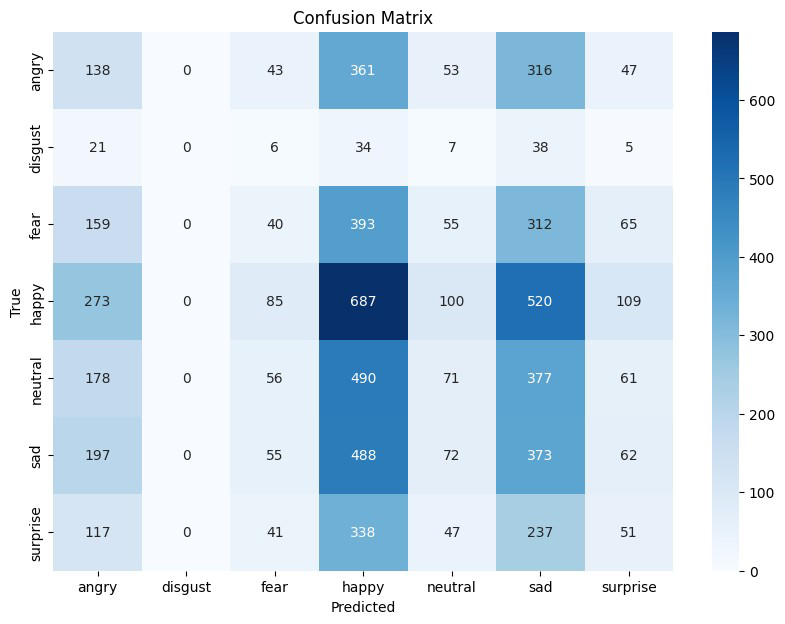 Confusion Matrix
angry 138 0 43 361 53 316 47
disgust 21 0 6 34 7 38 5
fear 159 0 40 393 55 312 65
happy 273 0 85 687 100 520 109
neutral 178 0 56 490 71 377 61
sad 197 0 55 488 72 373 62
surprise 117 0 41 338 47 237 51
True
angry disgust fear happy neutral sad surprise
Predicted
600
500
400
300
200
100
0